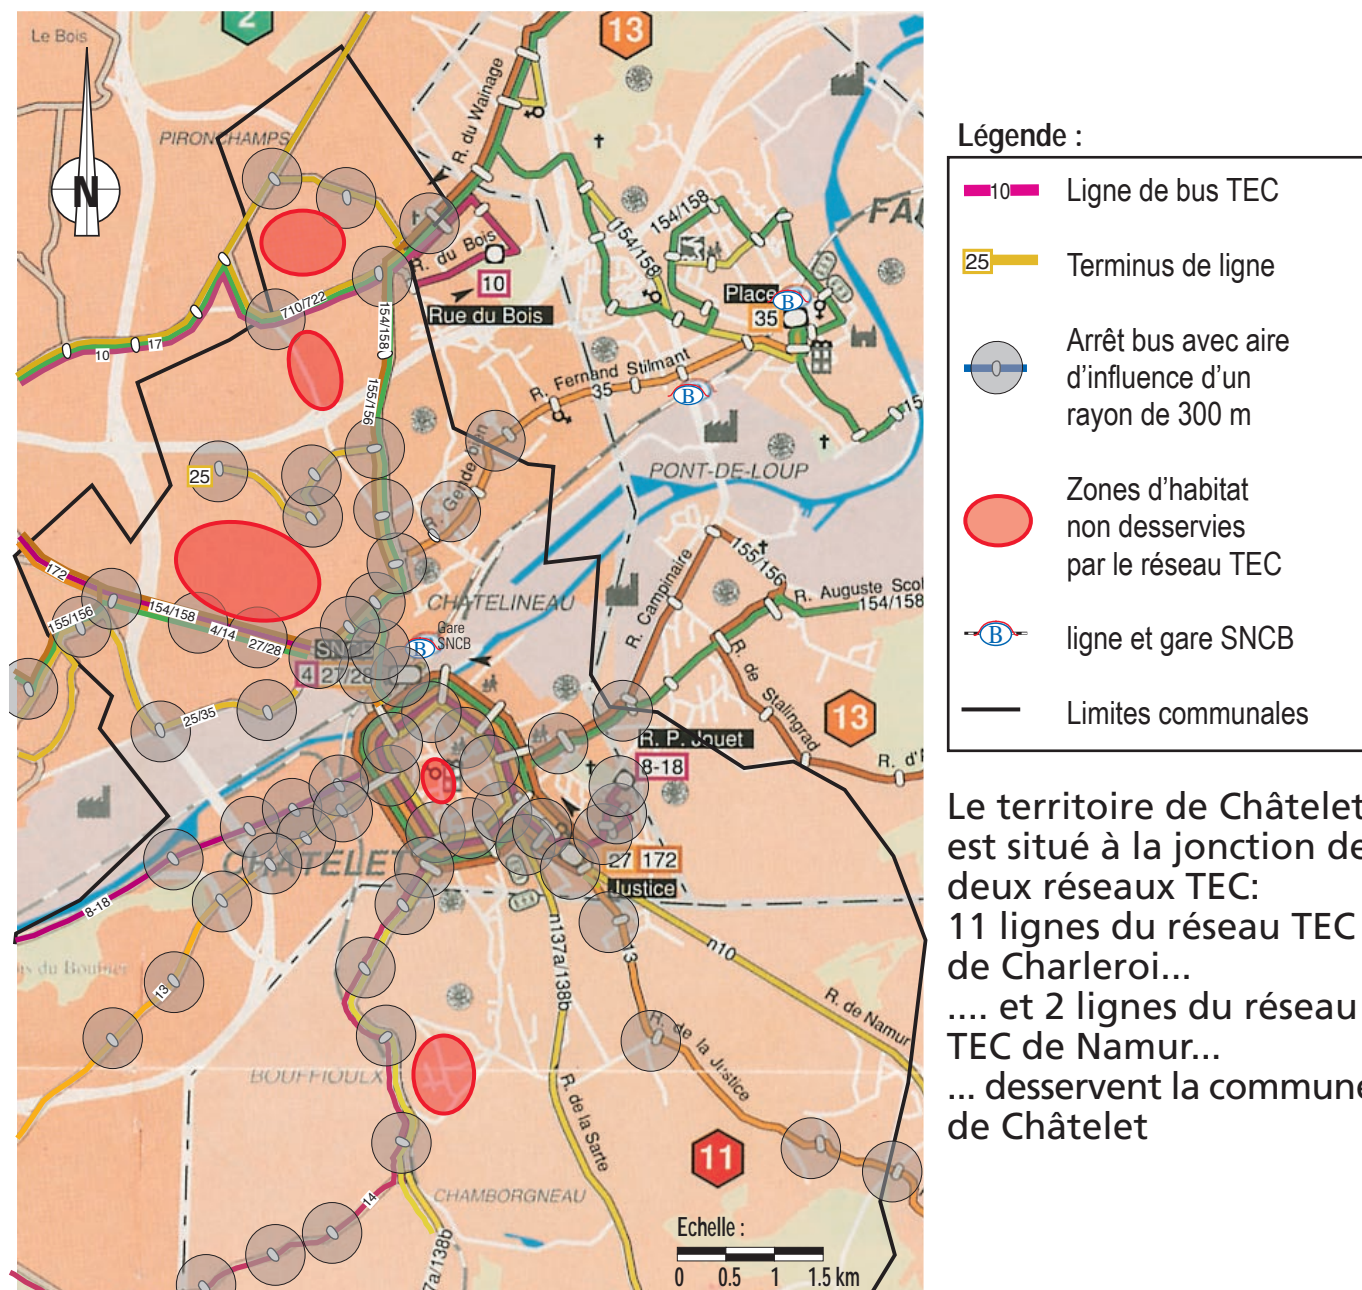 Le Bois
2
13
PIRONCHAMPS
R. du Wainage
N
154/158
154/158
R. du Bois
10
Rue du Bois
710/722
10
17
154/158
155/156
Place
B
35
R. Fernand Stilmant
35
B
25
PONT-DE-LOUP
155/156
R. Campinaire
R. Auguste Scol
154/158
172
155/156
154/158
4/14
27/28
CHATELINEAU
Gare
SNCB
B
SNCB
4
27/28
25/35
R. de Stalingrad
13
R. P. Jouet
8-18
CHATELET
27
172
Justice
8-18
n137a/138b
13
n10
R. de Namur
R. de la Justice
13
BOUFFIOULX
R. de la Sarte
11
CHAMBORGNEAU
14
7a/138b
Echelle :
0 0.5 1 1.5 km
Légende :
10
Ligne de bus TEC
25
Terminus de ligne
Arrêt bus avec aire
d'influence d'un
rayon de 300 m
Zones d'habitat
non desservies
par le réseau TEC
B
ligne et gare SNCB
Limites communales
Le territoire de Châtelet
est situé à la jonction de
deux réseaux TEC:
11 lignes du réseau TEC
de Charleroi...
.... et 2 lignes du réseau
TEC de Namur...
... desservent la commune
de Châtelet